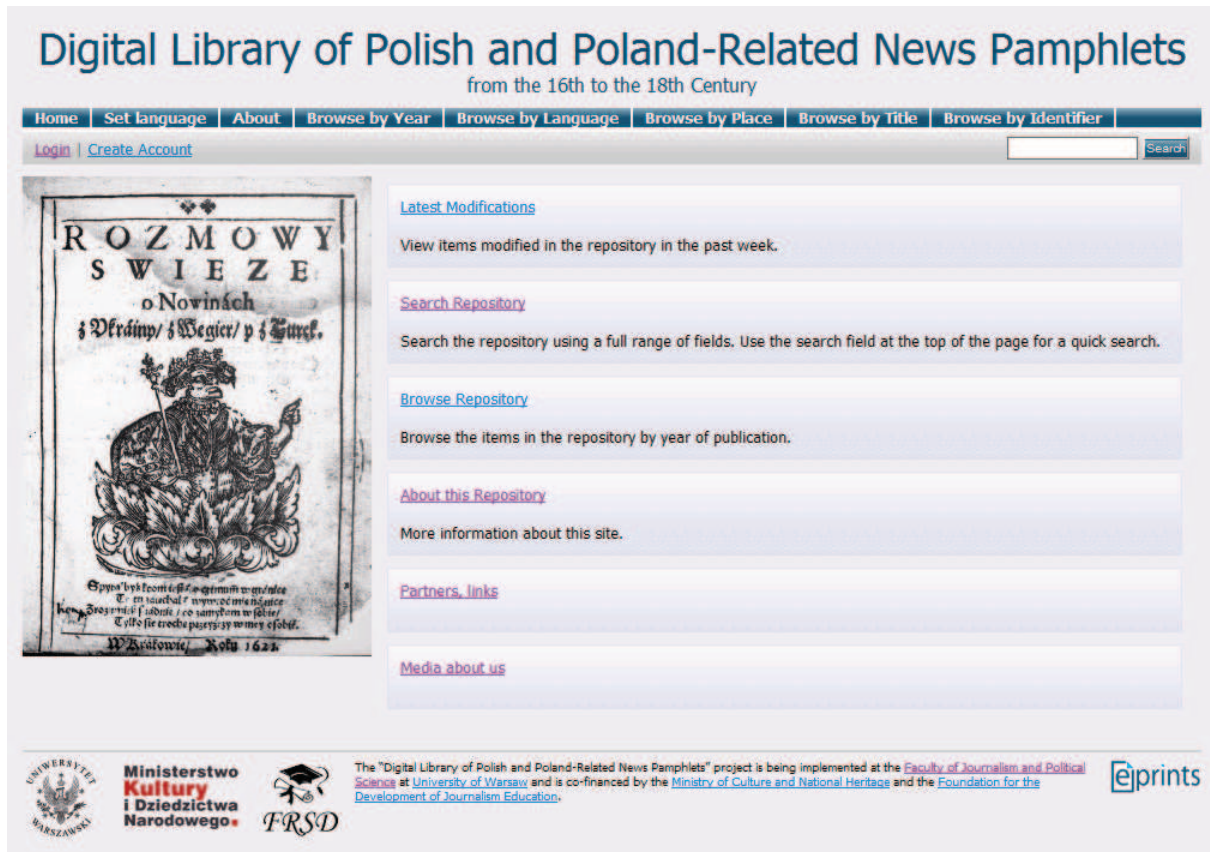 Digital Library of Polish and Poland-Related News Pamphlets
from the 16th to the 18th Century
Home | Set language | About | Browse by Year | Browse by Language | Browse by Place | Browse by Title | Browse by Identifier |
Login | Create Account
Search
ROZMOWY
SWIEZE
o Nowinách
W Krákowie/ Roku 1621.
Latest Modifications
View items modified in the repository in the past week.
Search Repository
Search the repository using a full range of fields. Use the search field at the top of the page for a quick search.
Browse Repository
Browse the items in the repository by year of publication.
About this Repository
More information about this site.
Partners, links
Media about us
UNIWERSYTET
WARSZAWSKI
Ministerstwo
Kultury
i Dziedzictwa
Narodowego
FRSD
The "Digital Library of Polish and Poland-Related News Pamphlets" project is being implemented at the Faculty of Journalism and Political
Science at University of Warsaw and is co-financed by the Ministry of Culture and National Heritage and the Foundation for the
Development of Journalism Education.
eprints